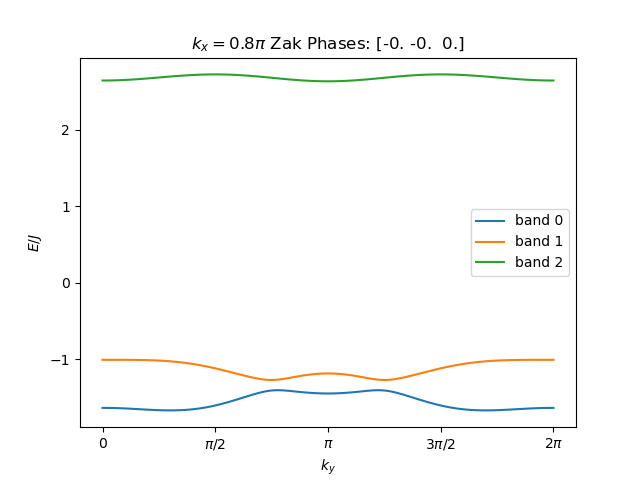 $k_x = 0.8\pi$ Zak Phases: [-0. -0.  0.]
E/J
2
1
0
−1
band 0
band 1
band 2
0
π/2
π
3π/2
2π
$k_y$